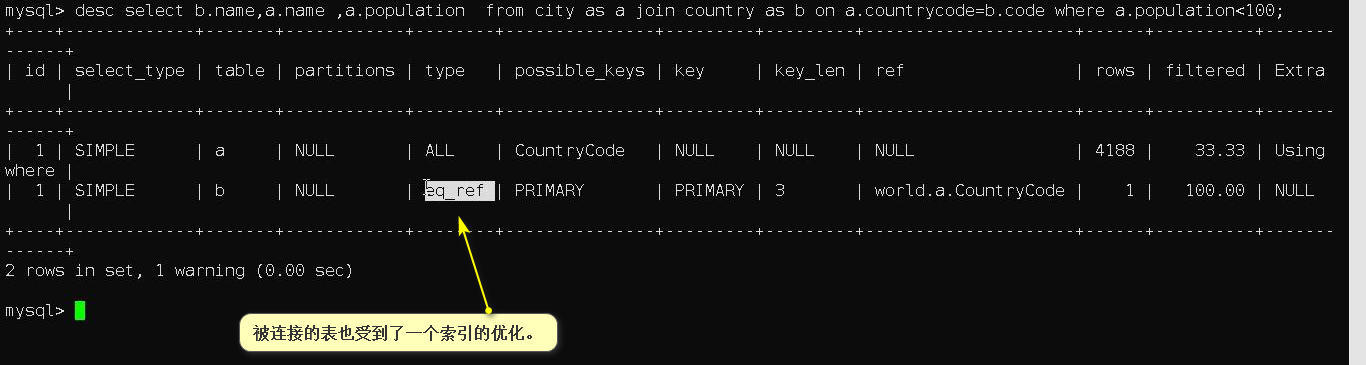 mysql> desc select b.name,a.name ,a.population  from city as a join country as b on a.countrycode=b.code where a.population<100;
+----+-------------+-------+------------+--------+---------------+---------+---------+---------------------+------+----------+-------
------+
| id | select_type | table | partitions | type   | possible_keys | key     | key_len | ref                 | rows | filtered | Extra
      |
+----+-------------+-------+------------+--------+---------------+---------+---------+---------------------+------+----------+-------
------+
|  1 | SIMPLE      | a     | NULL       | ALL    | CountryCode   | NULL    | NULL    | NULL                | 4188 |    33.33 | Using
where |
|  1 | SIMPLE      | b     | NULL       | eq_ref | PRIMARY       | PRIMARY | 3       | world.a.CountryCode |    1 |   100.00 | NULL
      |
+----+-------------+-------+------------+--------+---------------+---------+---------+---------------------+------+----------+-------
------+
2 rows in set, 1 warning (0.00 sec)
mysql>
被连接的表也受到了一个索引的优化。